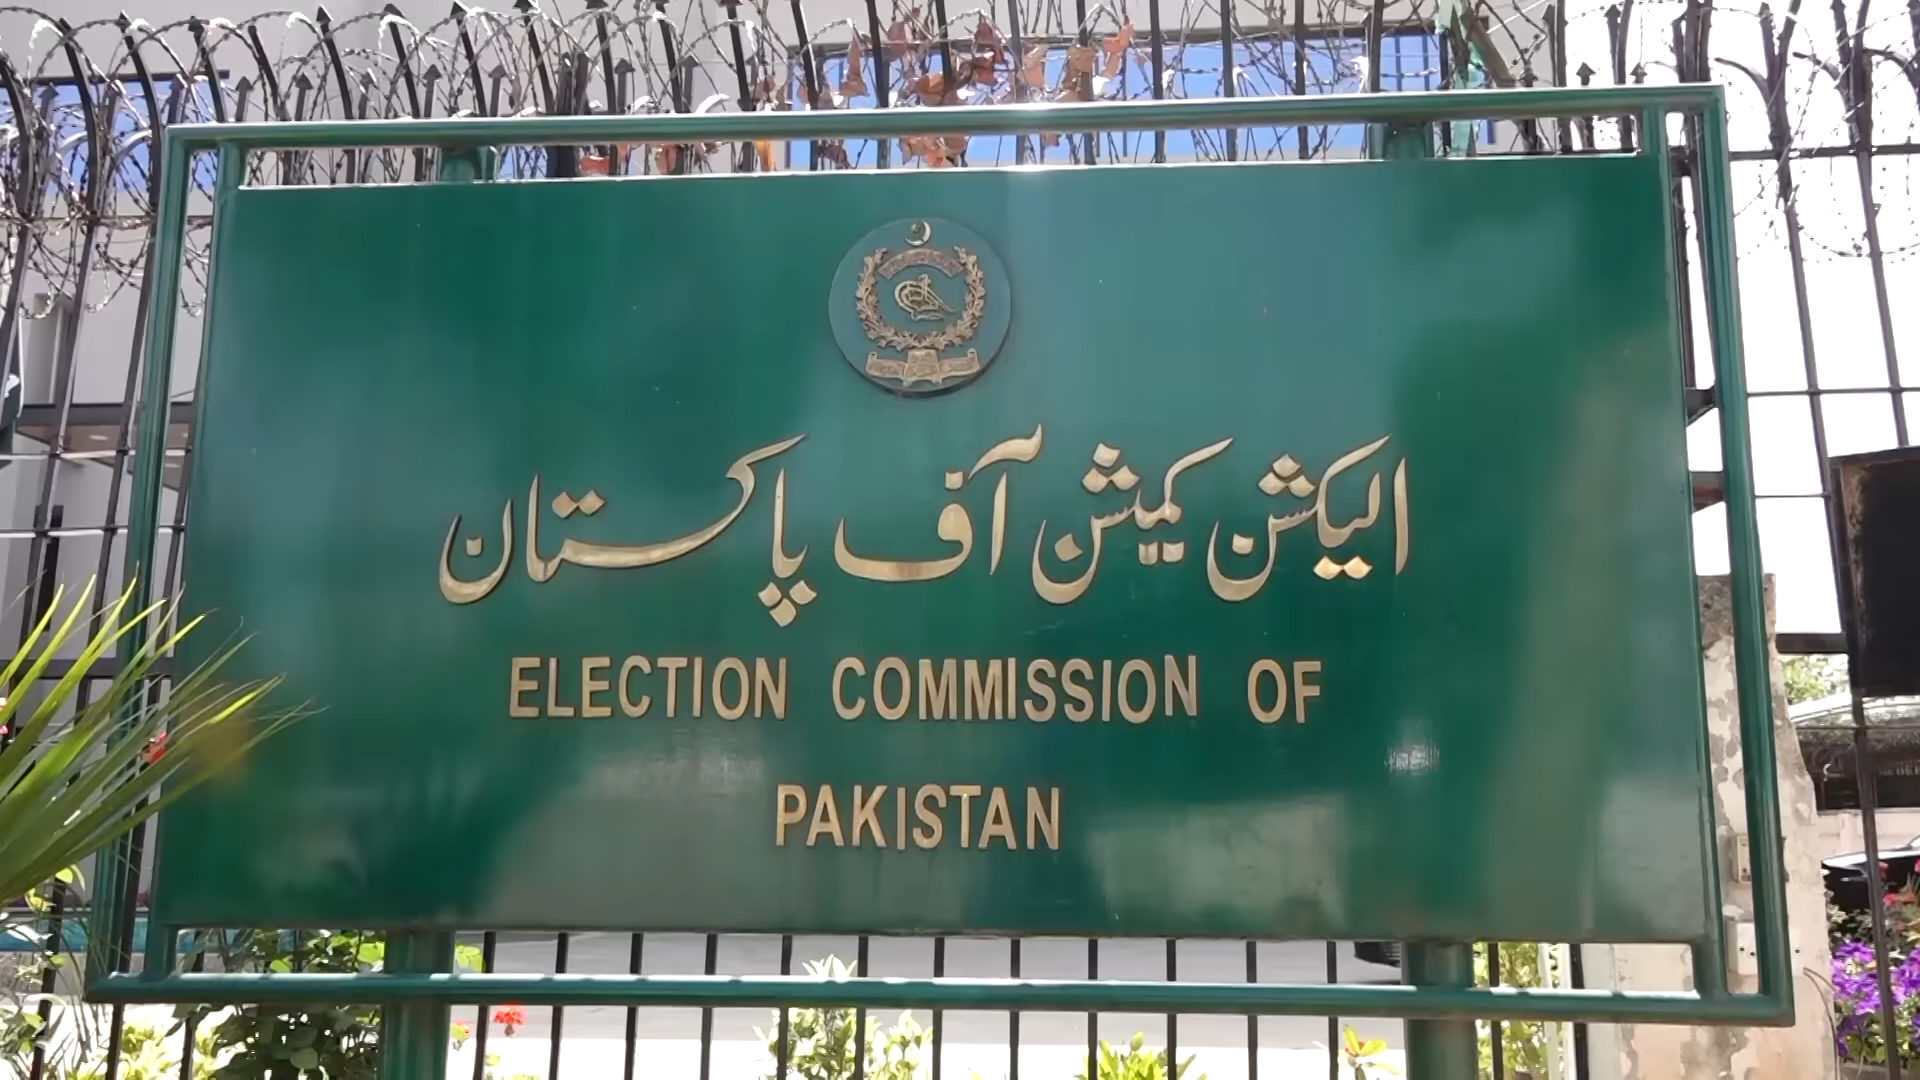 الیکشن کمیشن آف پاکستان
ELECTION COMMISSION OF
PAKISTAN